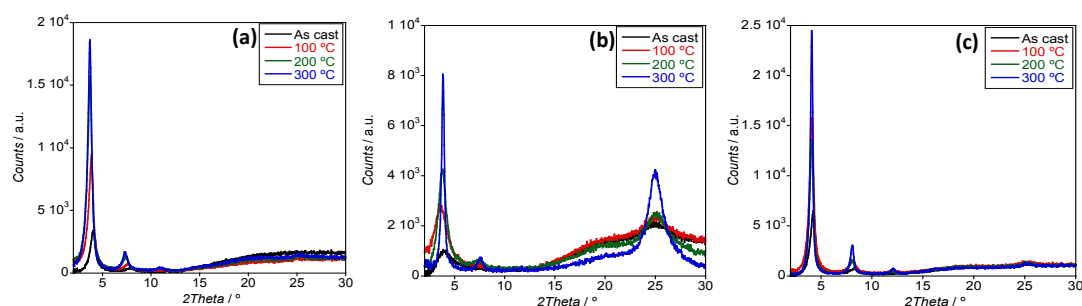 2 10⁴
1.5 10⁴
1 10⁴
5 10³
0
Counts / a.u.
(a)
As cast
100 ºC
200 ºC
300 ºC
5 10 15 20 25 30
2Theta / °
1 10⁴
8 10³
6 10³
4 10³
2 10³
0
Counts / a.u.
(b)
As cast
100 ºC
200 ºC
300 ºC
5 10 15 20 25 30
2Theta / °
2.5 10⁴
2 10⁴
1.5 10⁴
1 10⁴
5 10³
0
Counts / a.u.
(c)
As cast
100 ºC
200 ºC
300 ºC
5 10 15 20 25 30
2Theta / °